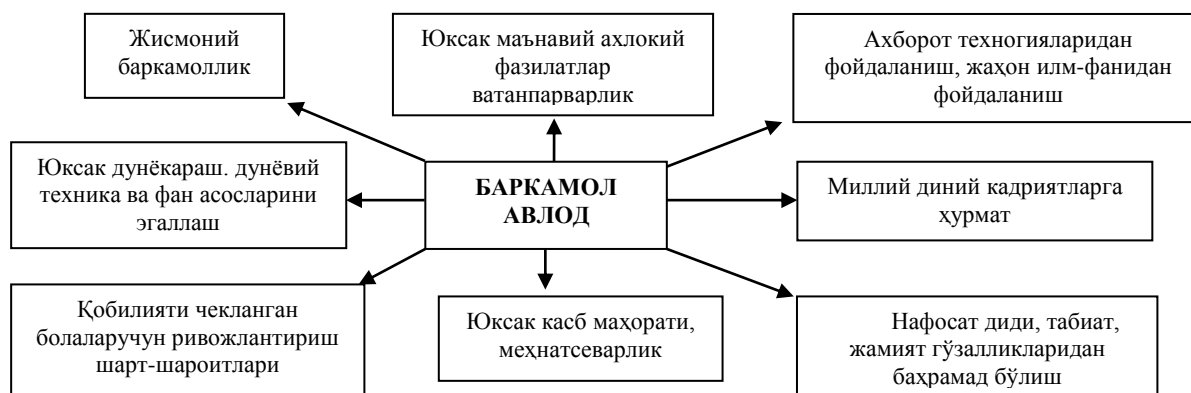 Жисмоний
баркамоллик
Юксак маънавий ахлокий
фазилатлар
ватанпарварлик
Ахборот техногияларидан
фойдаланиш, жаҳон илм-фанидан
фойдаланиш
Юксак дунёкараш. дунёвий
техника ва фан асосларини
эгаллаш
БАРКАМОЛ
АВЛОД
Миллий диний кадриятларга
ҳурмат
Қобилияти чекланган
болаларучун ривожлантириш
шарт-шароитлари
Юксак касб маҳорати,
меҳнатсеварлик
Нафосат диди, табиат,
жамият гўзалликларидан
баҳрамад бўлиш